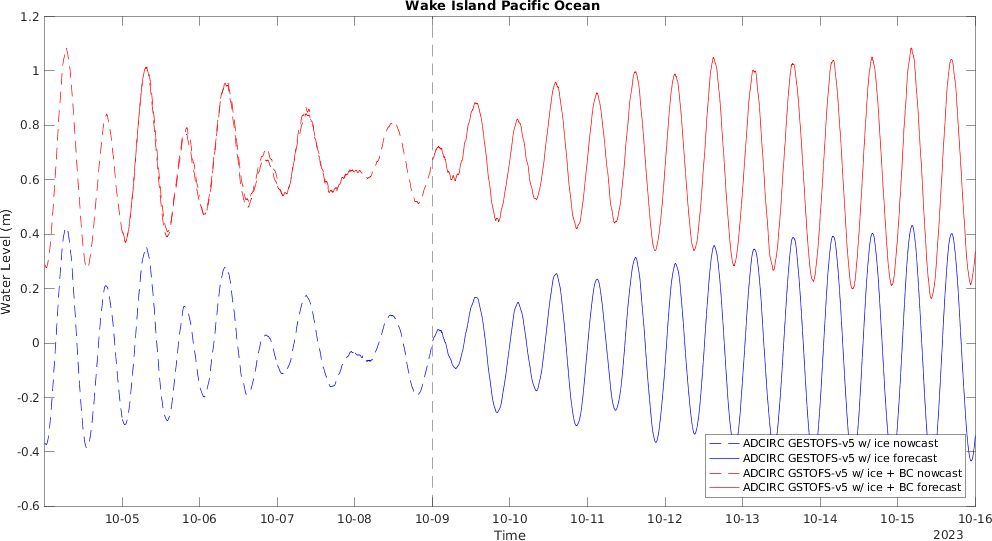 Wake Island Pacific Ocean
1.2
1
0.8
0.6
0.4
0.2
0
-0.2
-0.4
-0.6
Water Level (m)
ADCIRC GESTOFS-v5 w/ ice nowcast
ADCIRC GESTOFS-v5 w/ ice forecast
ADCIRC GSTOFS-v5 w/ ice + BC nowcast
ADCIRC GSTOFS-v5 w/ ice + BC forecast
10-05 10-06 10-07 10-08 10-09 10-10 10-11 10-12 10-13 10-14 10-15 10-16
Time
2023